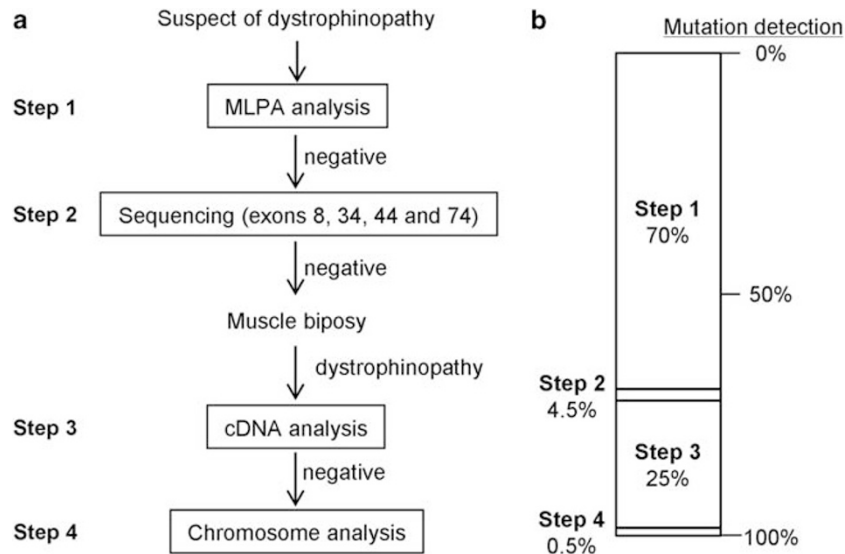 a
Suspect of dystrophinopathy
Step 1
MLPA analysis
negative
Step 2
Sequencing (exons 8, 34, 44 and 74)
negative
Muscle biposy
dystrophinopathy
Step 3
cDNA analysis
negative
Step 4
Chromosome analysis
b
Mutation detection
0%
Step 1
70%
50%
Step 2
4.5%
Step 3
25%
Step 4
0.5%
100%